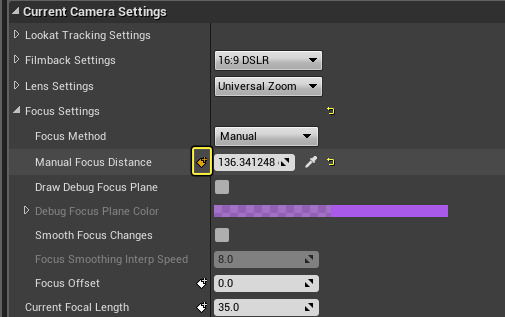 Current Camera Settings
Lookat Tracking Settings
Filmback Settings 16:9 DSLR
Lens Settings Universal Zoom
Focus Settings
Focus Method Manual
Manual Focus Distance 136.341248
Draw Debug Focus Plane
Debug Focus Plane Color
Smooth Focus Changes
Focus Smoothing Interp Speed 8.0
Focus Offset 0.0
Current Focal Length 35.0